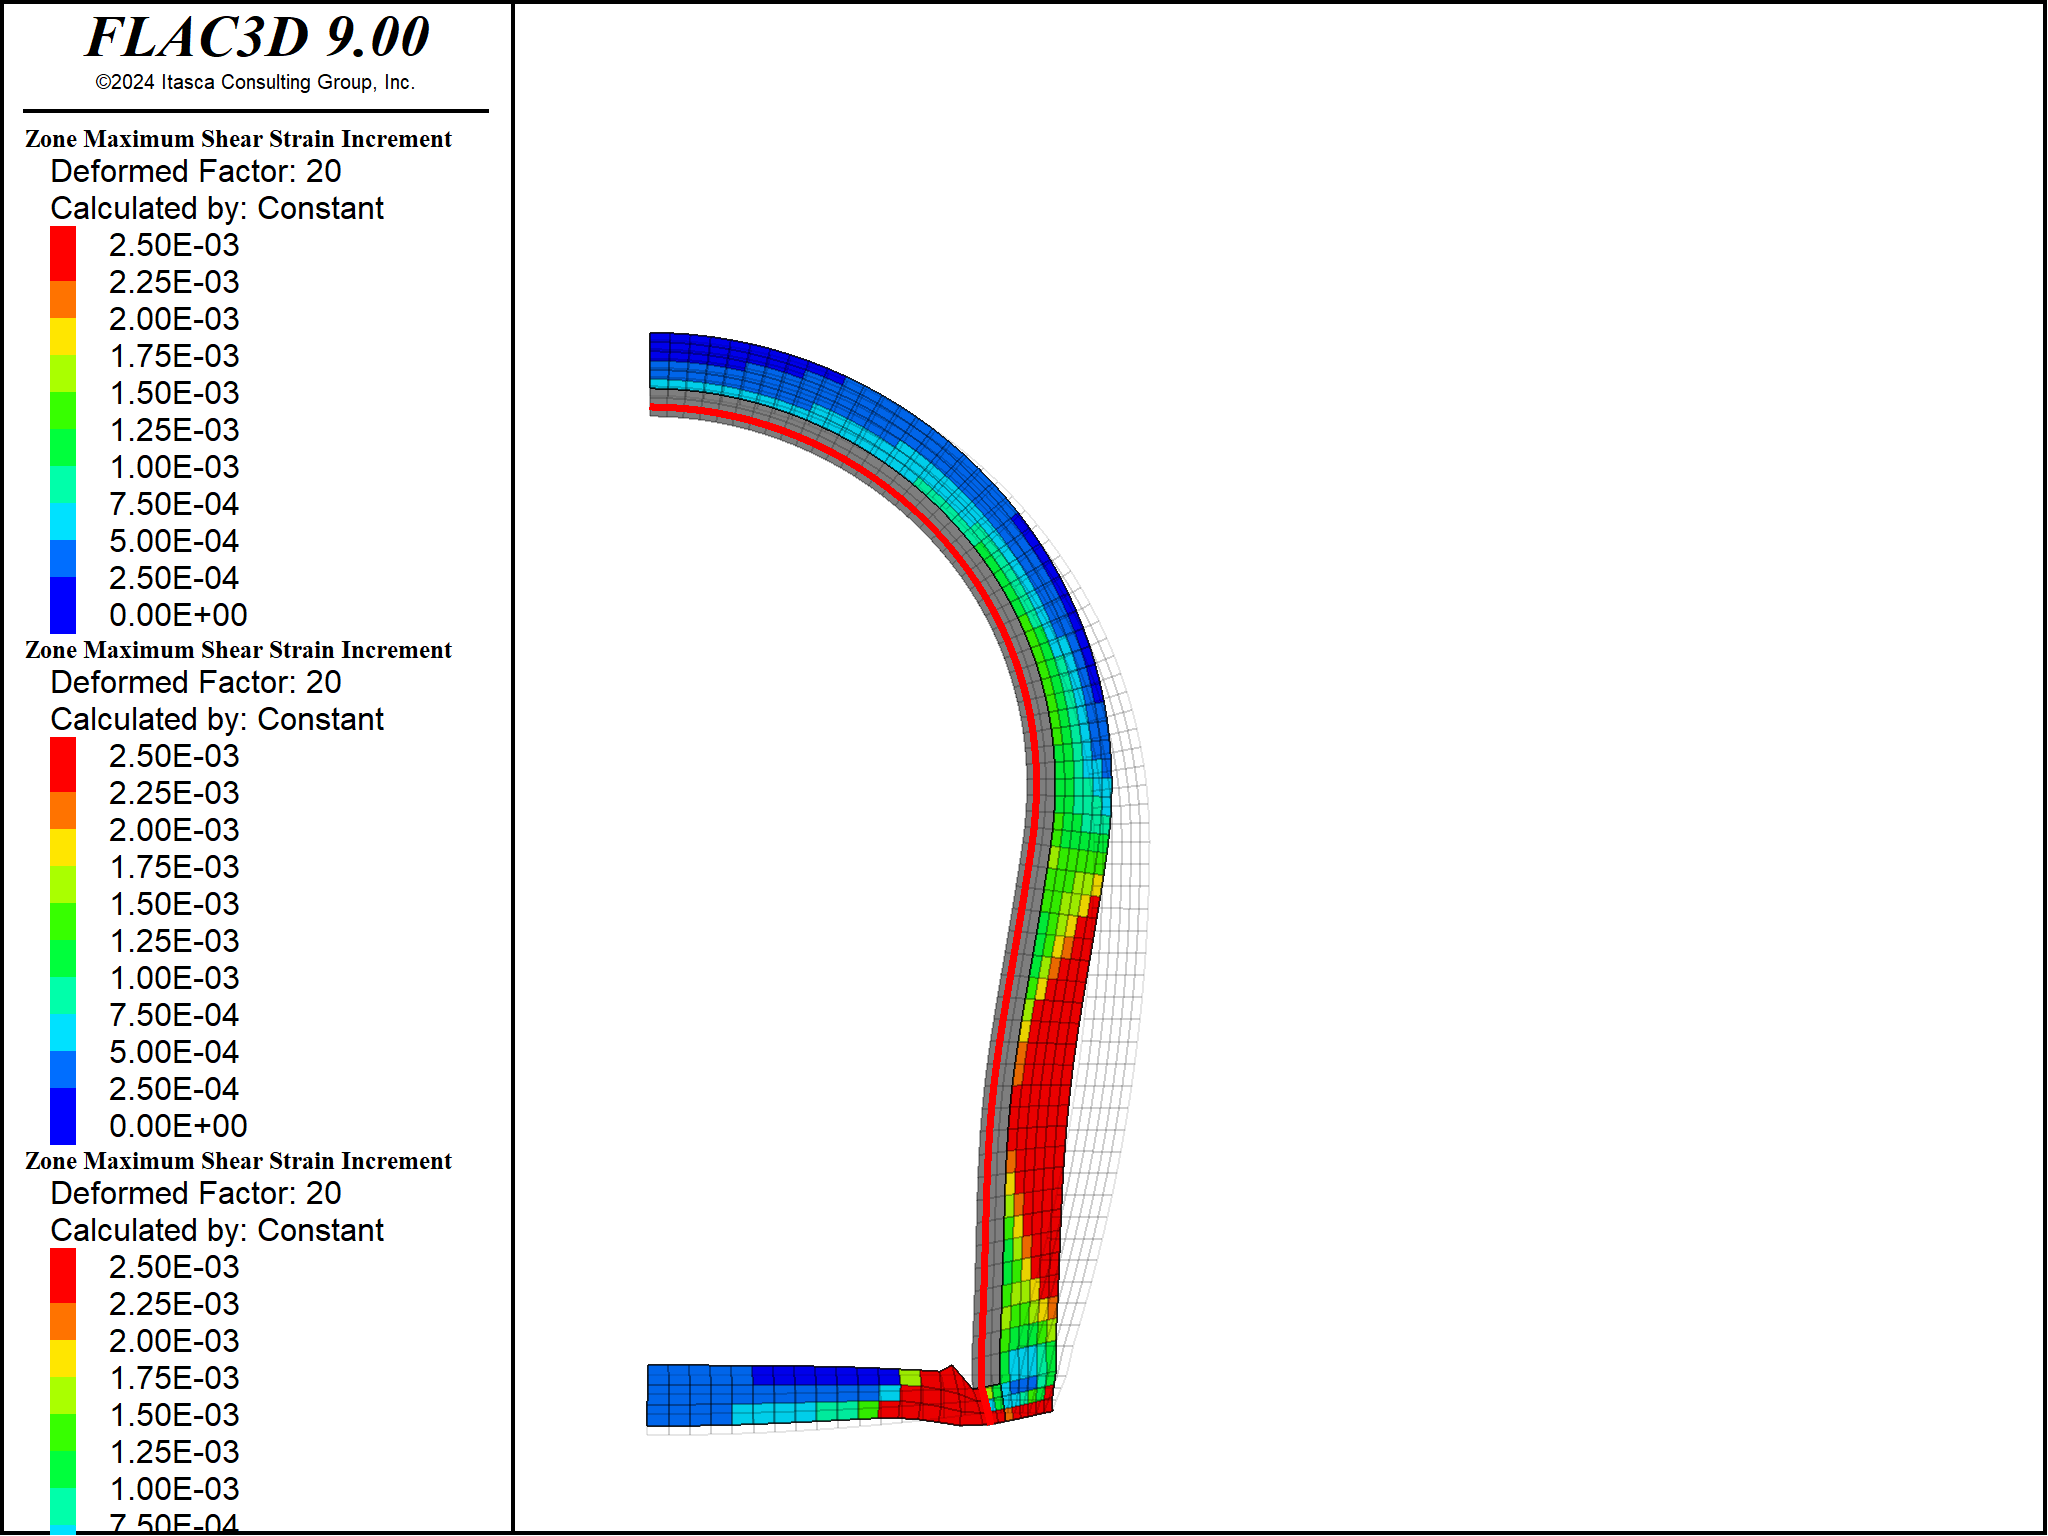 FLAC3D 9.00
©2024 Itasca Consulting Group, Inc.
Zone Maximum Shear Strain Increment
Deformed Factor: 20
Calculated by: Constant
2.50E-03
2.25E-03
2.00E-03
1.75E-03
1.50E-03
1.25E-03
1.00E-03
7.50E-04
5.00E-04
2.50E-04
0.00E+00
Zone Maximum Shear Strain Increment
Deformed Factor: 20
Calculated by: Constant
2.50E-03
2.25E-03
2.00E-03
1.75E-03
1.50E-03
1.25E-03
1.00E-03
7.50E-04
5.00E-04
2.50E-04
0.00E+00
Zone Maximum Shear Strain Increment
Deformed Factor: 20
Calculated by: Constant
2.50E-03
2.25E-03
2.00E-03
1.75E-03
1.50E-03
1.25E-03
1.00E-03
7.50E-04